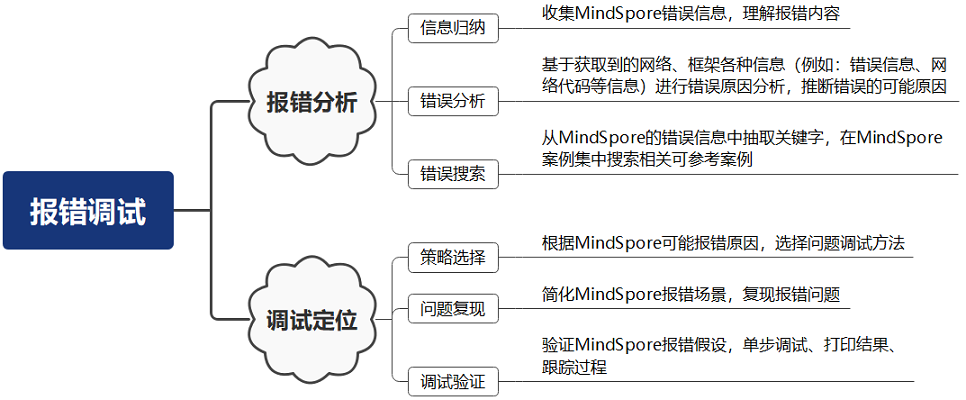 报错调试
报错分析
信息归纳
收集MindSpore错误信息，理解报错内容
错误分析
基于获取到的网络、框架各种信息（例如：错误信息、网
络代码等信息）进行错误原因分析，推断错误的可能原因
错误搜索
从MindSpore的错误信息中抽取关键字，在MindSpore
案例集中搜索相关可参考案例
调试定位
策略选择
根据MindSpore可能报错原因，选择问题调试方法
问题复现
简化MindSpore报错场景，复现报错问题
调试验证
验证MindSpore报错假设，单步调试、打印结果、
跟踪过程